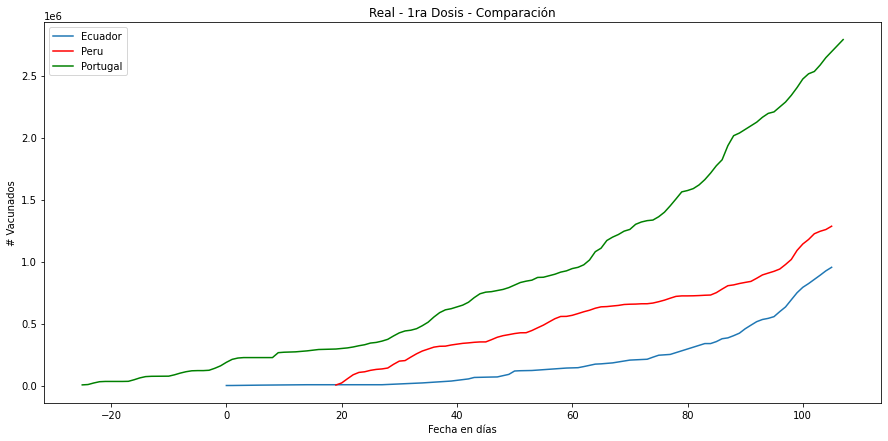 Real - 1ra Dosis - Comparación
1e6
Ecuador
Peru
Portugal
2.5
2.0
1.5
1.0
0.5
0.0
# Vacunados
−20 0 20 40 60 80 100
Fecha en días